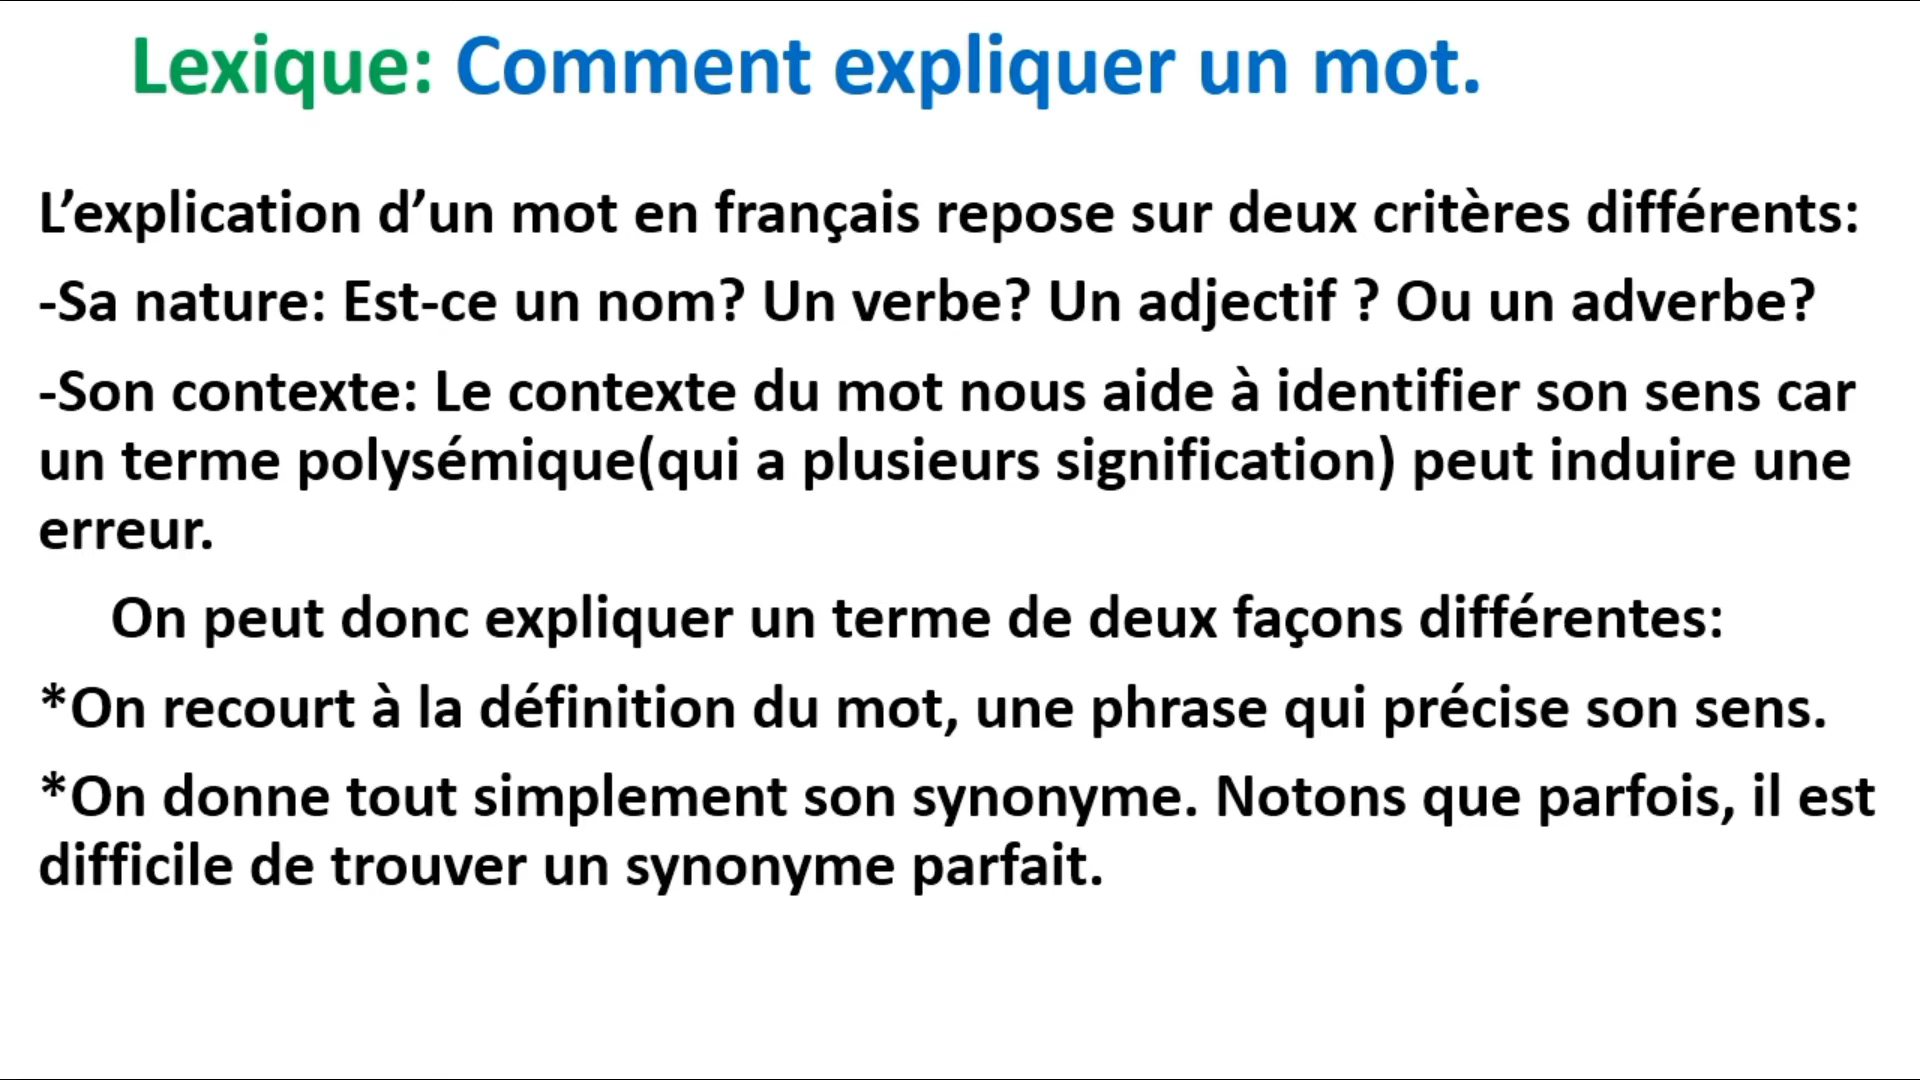 Lexique: Comment expliquer un mot.
L’explication d’un mot en français repose sur deux critères différents:
-Sa nature: Est-ce un nom? Un verbe? Un adjectif ? Ou un adverbe?
-Son contexte: Le contexte du mot nous aide à identifier son sens car
un terme polysémique(qui a plusieurs signification) peut induire une
erreur.
On peut donc expliquer un terme de deux façons différentes:
*On recourt à la définition du mot, une phrase qui précise son sens.
*On donne tout simplement son synonyme. Notons que parfois, il est
difficile de trouver un synonyme parfait.